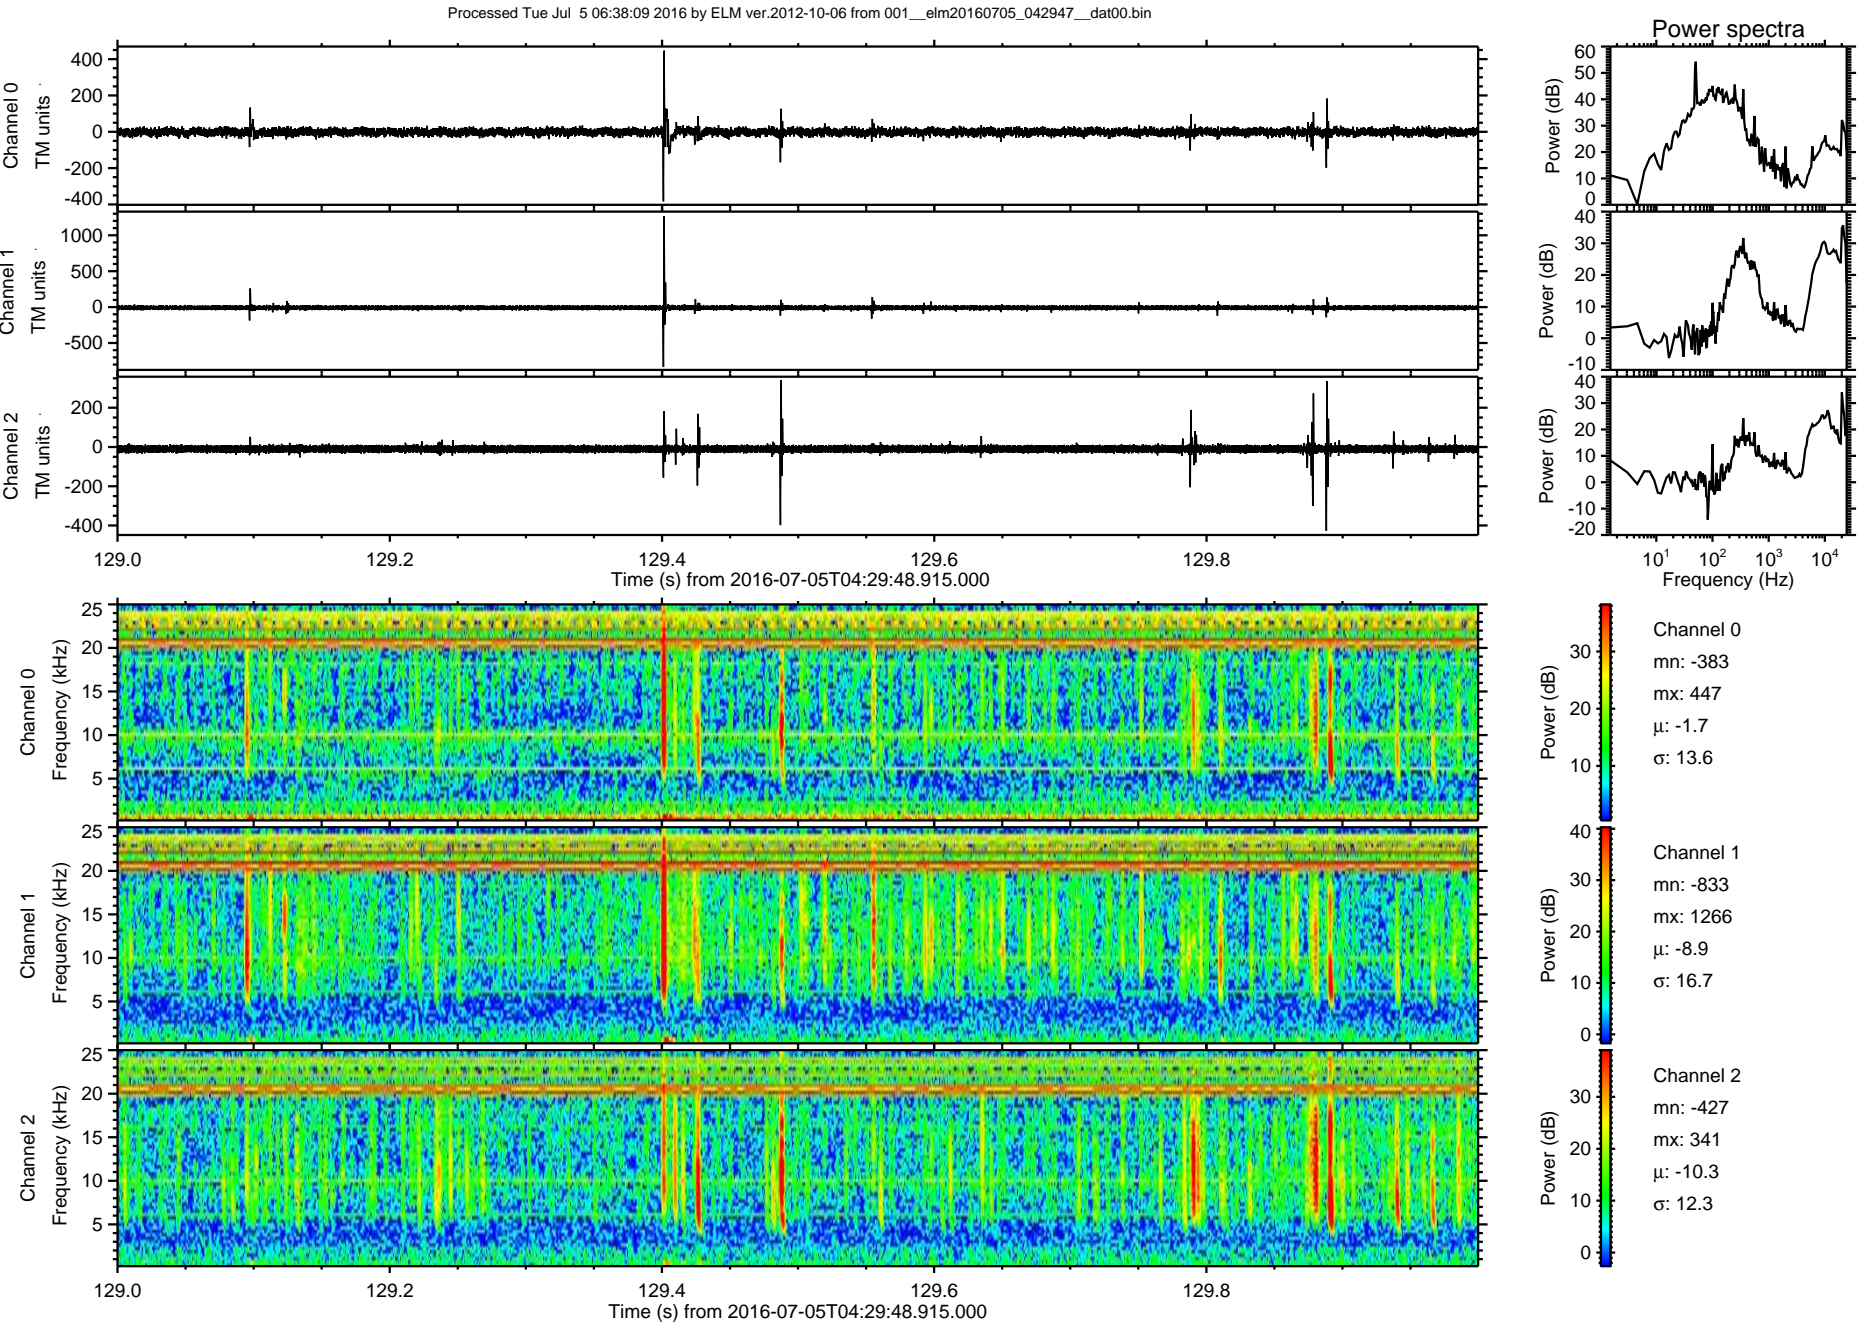 Processed Tue Jul  5 06:38:09 2016 by ELM ver.2012-10-06 from 001__elm20160705_042947__dat00.bin
Power spectra
Channel 0
TM units
400
200
0
-200
-400
Power (dB)
60
50
40
30
20
10
0
Channel 1
TM units
1000
500
0
-500
Power (dB)
40
30
20
10
0
-10
Channel 2
TM units
200
0
-200
-400
Power (dB)
40
30
20
10
0
-10
-20
129.0 129.2 129.4 129.6 129.8
Time (s) from 2016-07-05T04:29:48.915.000
10¹ 10² 10³ 10⁴
Frequency (Hz)
Channel 0
Frequency (kHz)
25
20
15
10
5
Power (dB)
30
20
10
Channel 0
mn: -383
mx: 447
μ: -1.7
σ: 13.6
Channel 1
Frequency (kHz)
25
20
15
10
5
Power (dB)
40
30
20
10
0
Channel 1
mn: -833
mx: 1266
μ: -8.9
σ: 16.7
Channel 2
Frequency (kHz)
25
20
15
10
5
Power (dB)
30
20
10
0
Channel 2
mn: -427
mx: 341
μ: -10.3
σ: 12.3
129.0 129.2 129.4 129.6 129.8
Time (s) from 2016-07-05T04:29:48.915.000